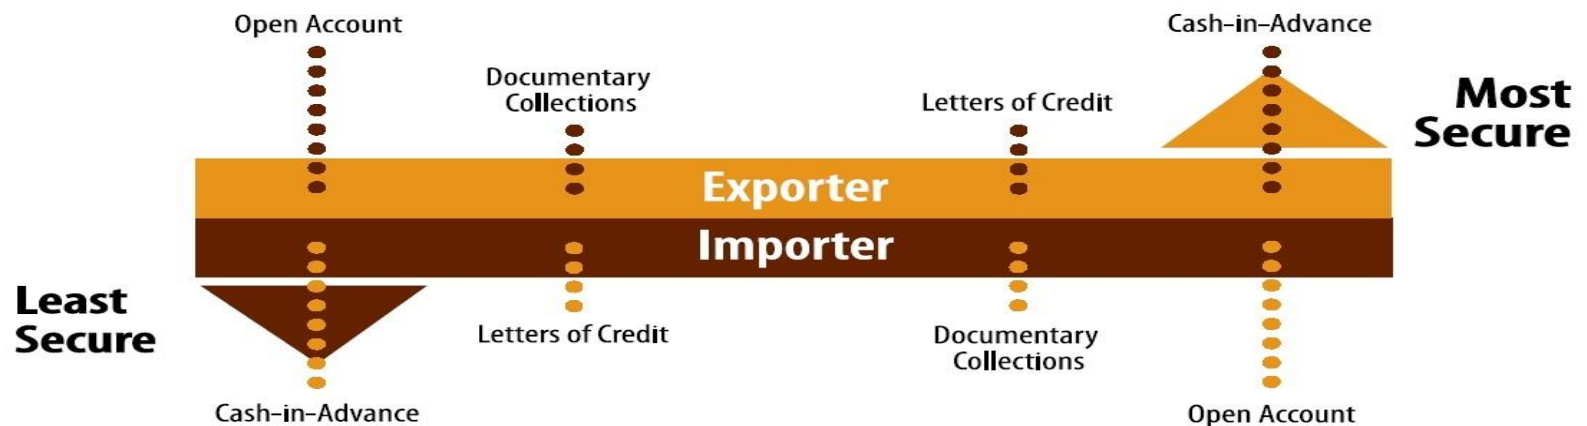 Open Account
Cash-in-Advance
Documentary
Collections
Letters of Credit
Most
Secure
Exporter
Importer
Least
Secure
Letters of Credit
Documentary
Collections
Cash-in-Advance
Open Account